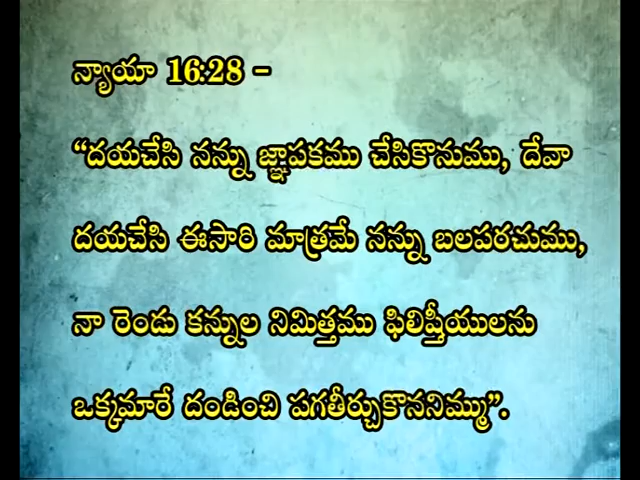 న్యాయా 16:28 -
“దయచేసి నన్ను జ్ఞాపకము చేసికొనుము, దేవా
దయచేసి ఈసారి మాత్రమే నన్ను బలపరచుము,
నా రెండు కన్నుల నిమిత్తము ఫిలిష్తీయులను
ఒక్కమారే దండించి పగతీర్చుకొననిమ్ము”.